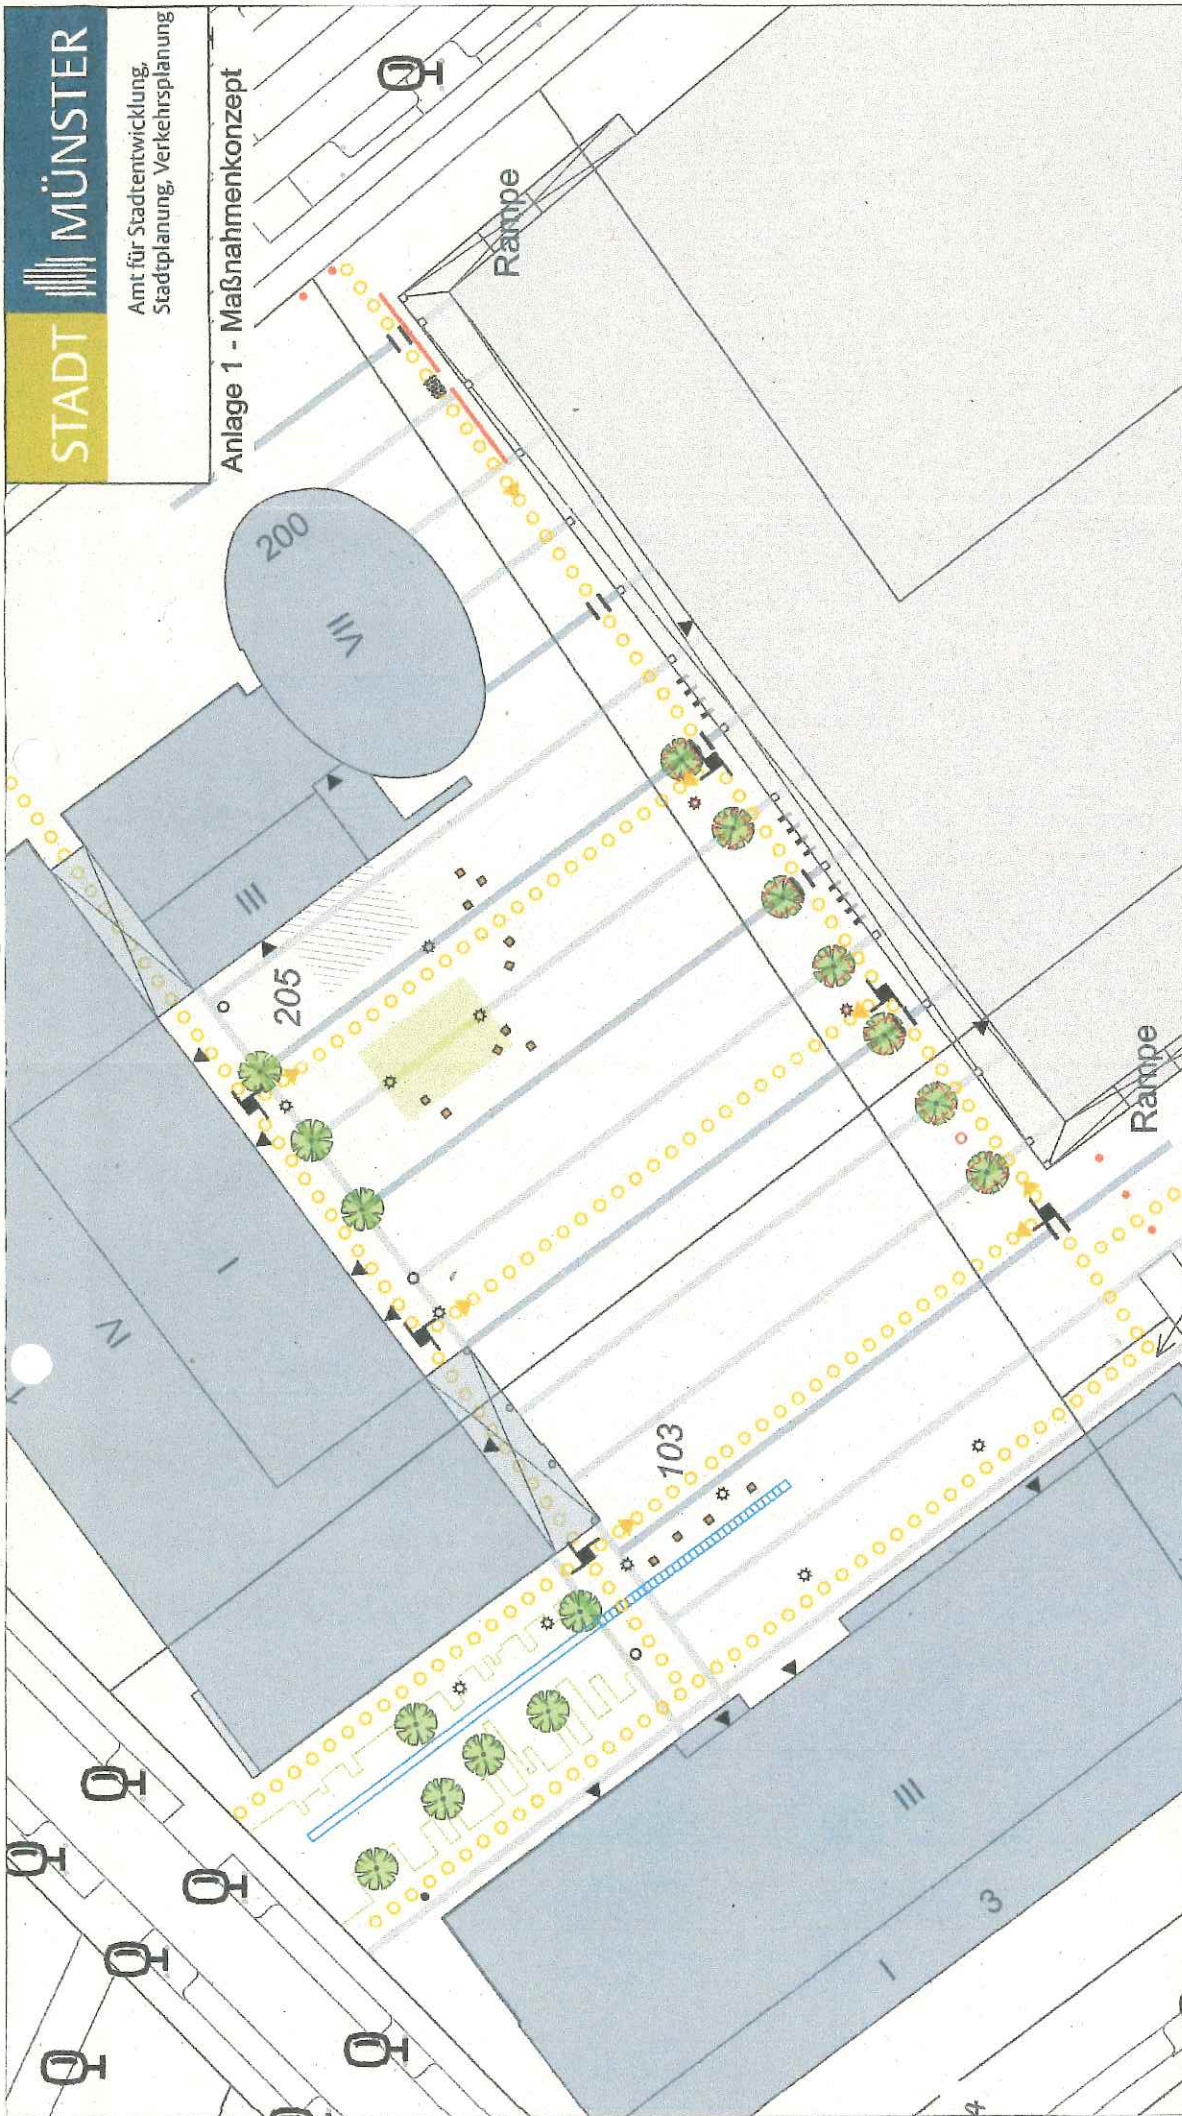 STADT MÜNSTER
Amt für Stadtentwicklung,
Stadtplanung, Verkehrsplanung
Anlage 1 - Maßnahmenkonzept
Rampe
200
VII
III
205
I
IV
Rampe
103
III
I
3
4